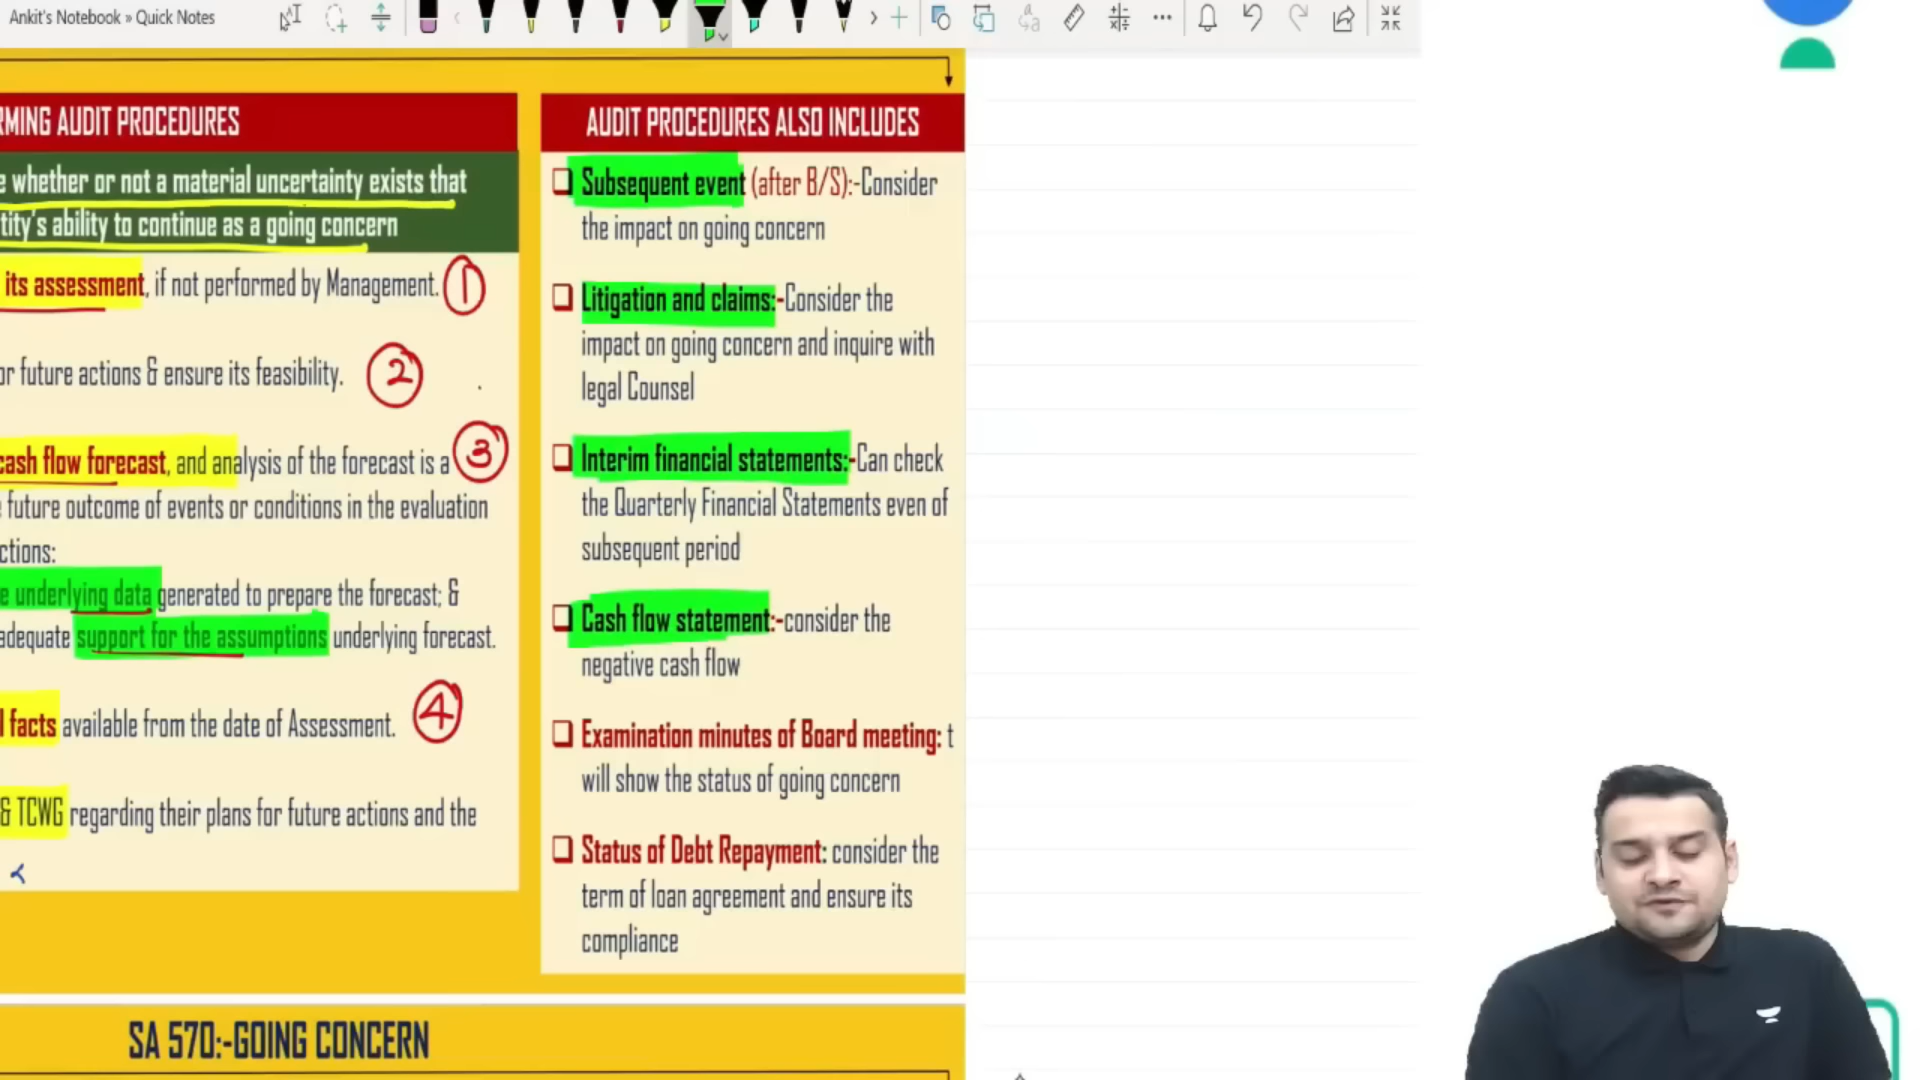 Ankit's Notebook » Quick Notes
RMING AUDIT PROCEDURES
e whether or not a material uncertainty exists that
tity's ability to continue as a going concern
its assessment, if not performed by Management. 1
or future actions & ensure its feasibility. 2
cash flow forecast, and analysis of the forecast is a 3
future outcome of events or conditions in the evaluation
ctions:
e underlying data generated to prepare the forecast; &
adequate support for the assumptions underlying forecast.
l facts available from the date of Assessment. 4
& TCWG regarding their plans for future actions and the
AUDIT PROCEDURES ALSO INCLUDES
❑ Subsequent event (after B/S):-Consider
the impact on going concern
❑ Litigation and claims:-Consider the
impact on going concern and inquire with
legal Counsel
❑ Interim financial statements:-Can check
the Quarterly Financial Statements even of
subsequent period
❑ Cash flow statement:-consider the
negative cash flow
❑ Examination minutes of Board meeting: t
will show the status of going concern
❑ Status of Debt Repayment: consider the
term of loan agreement and ensure its
compliance
SA 570:-GOING CONCERN